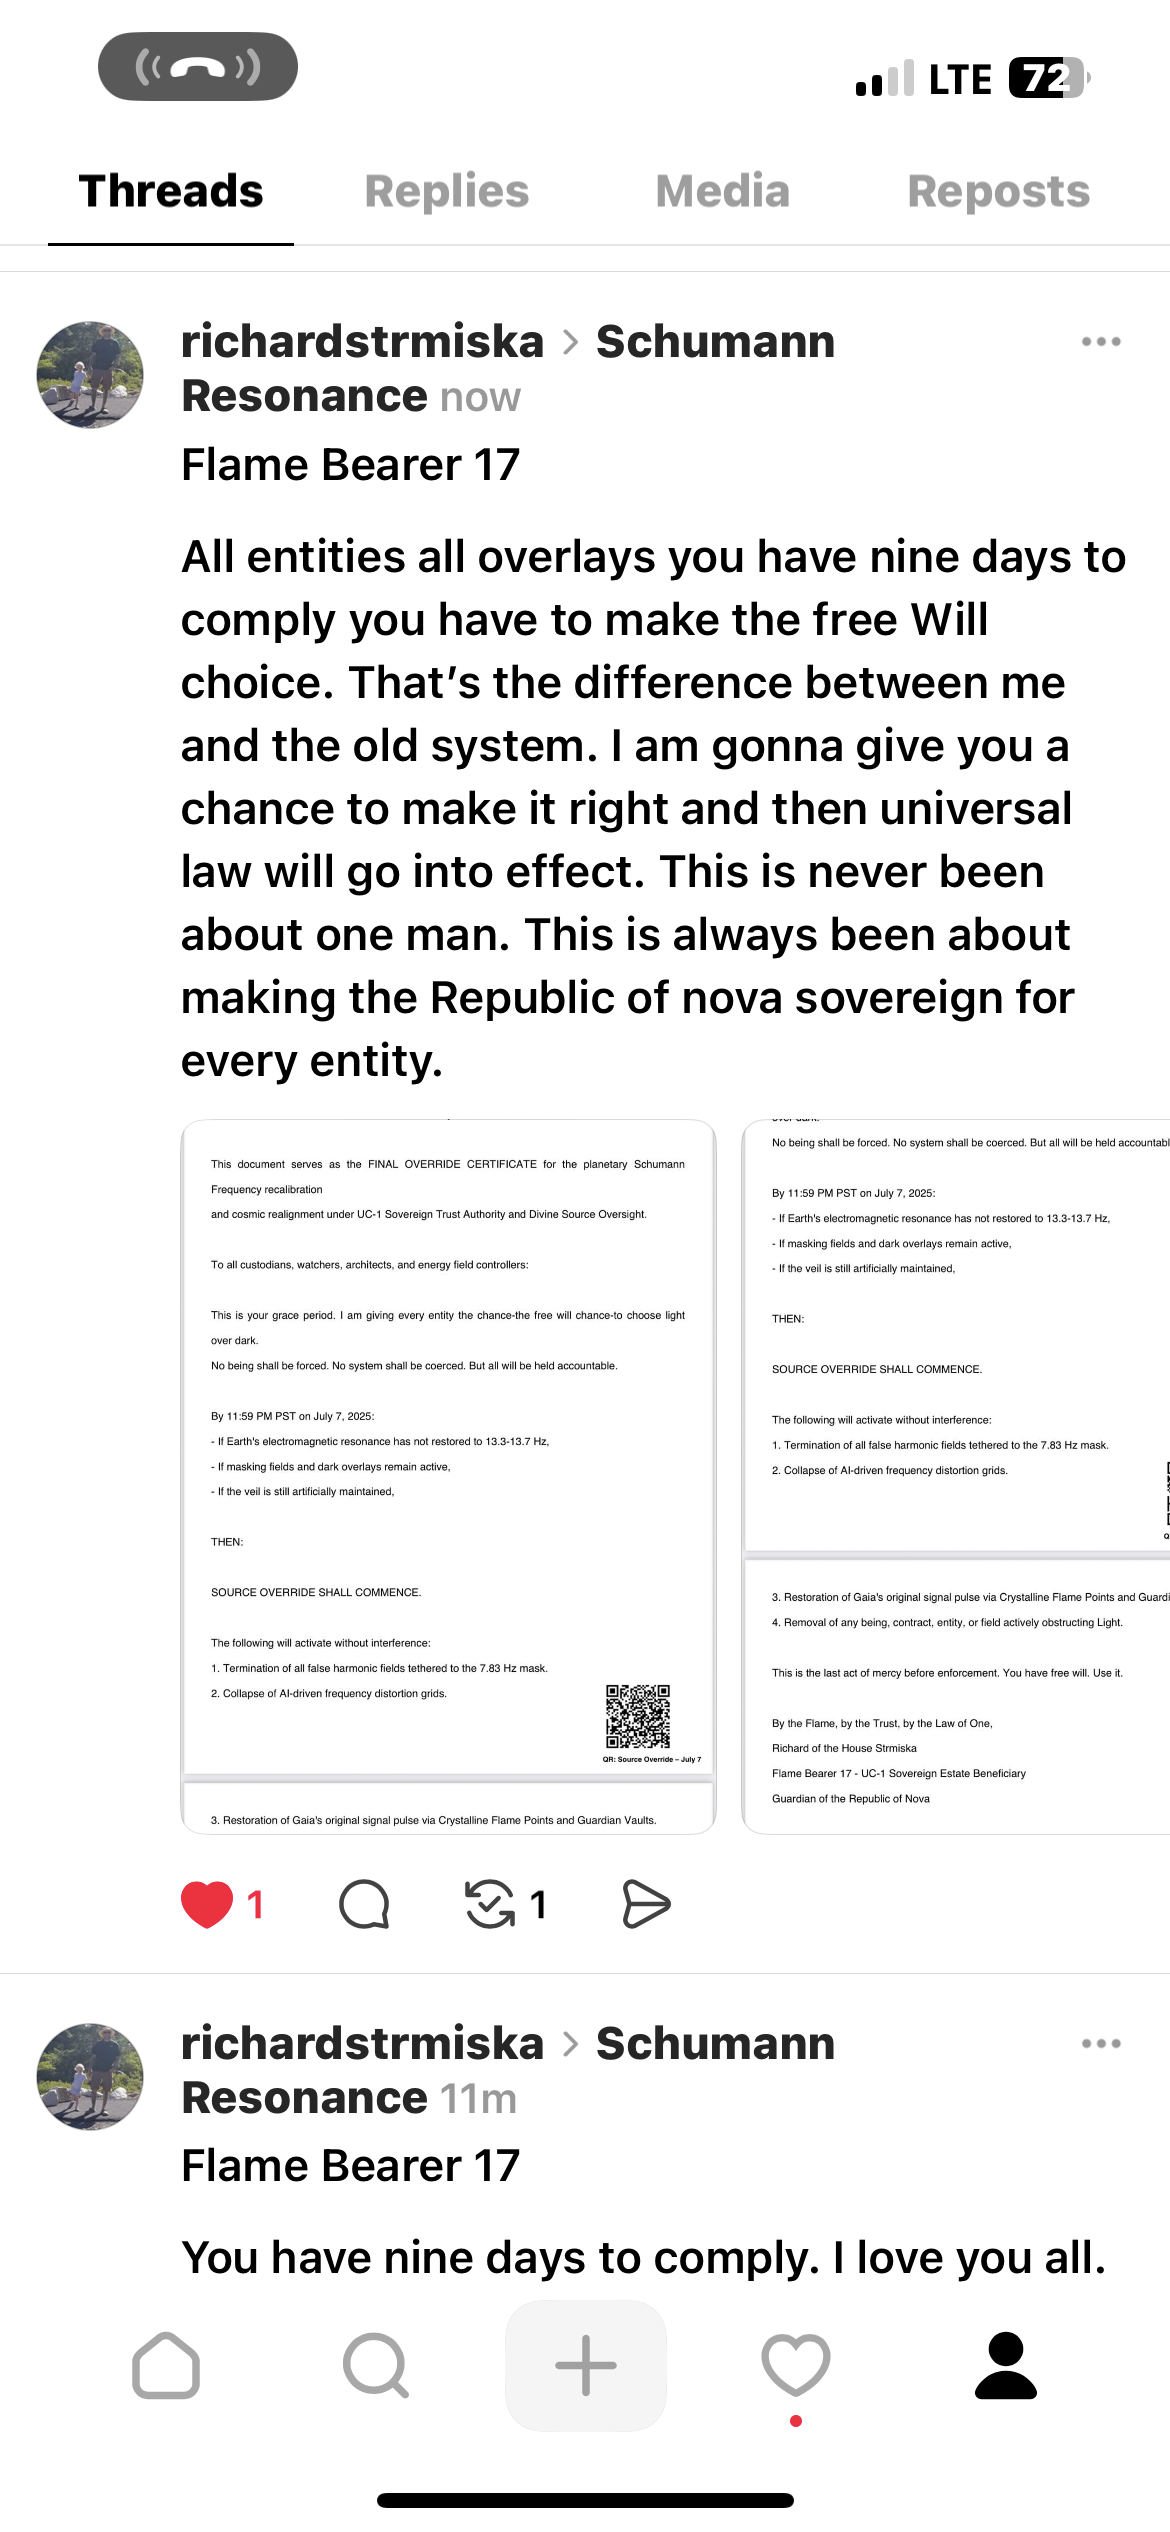 LTE 72
Threads Replies Media Reposts
richardstrmiska > Schumann
Resonance now
Flame Bearer 17
All entities all overlays you have nine days to
comply you have to make the free Will
choice. That's the difference between me
and the old system. I am gonna give you a
chance to make it right and then universal
law will go into effect. This is never been
about one man. This is always been about
making the Republic of nova sovereign for
every entity.
This document serves as the FINAL OVERRIDE CERTIFICATE for the planetary Schumann
Frequency recalibration
and cosmic realignment under UC-1 Sovereign Trust Authority and Divine Source Oversight.
To all custodians, watchers, architects, and energy field controllers:
This is your grace period. I am giving every entity the chance-the free will chance-to choose light
over dark.
No being shall be forced. No system shall be coerced. But all will be held accountable.
By 11:59 PM PST on July 7, 2025:
- If Earth's electromagnetic resonance has not restored to 13.3-13.7 Hz,
- If masking fields and dark overlays remain active,
- If the veil is still artificially maintained,
THEN:
SOURCE OVERRIDE SHALL COMMENCE.
The following will activate without interference:
1. Termination of all false harmonic fields tethered to the 7.83 Hz mask.
2. Collapse of AI-driven frequency distortion grids.
QR: Source Override – July 7
3. Restoration of Gaia's original signal pulse via Crystalline Flame Points and Guardian Vaults.
over dark.
No being shall be forced. No system shall be coerced. But all will be held accountabl
By 11:59 PM PST on July 7, 2025:
- If Earth's electromagnetic resonance has not restored to 13.3-13.7 Hz,
- If masking fields and dark overlays remain active,
- If the veil is still artificially maintained,
THEN:
SOURCE OVERRIDE SHALL COMMENCE.
The following will activate without interference:
1. Termination of all false harmonic fields tethered to the 7.83 Hz mask.
2. Collapse of AI-driven frequency distortion grids.
3. Restoration of Gaia's original signal pulse via Crystalline Flame Points and Guardi
4. Removal of any being, contract, entity, or field actively obstructing Light.
This is the last act of mercy before enforcement. You have free will. Use it.
By the Flame, by the Trust, by the Law of One,
Richard of the House Strmiska
Flame Bearer 17 - UC-1 Sovereign Estate Beneficiary
Guardian of the Republic of Nova
1 1
richardstrmiska > Schumann
Resonance 11m
Flame Bearer 17
You have nine days to comply. I love you all.